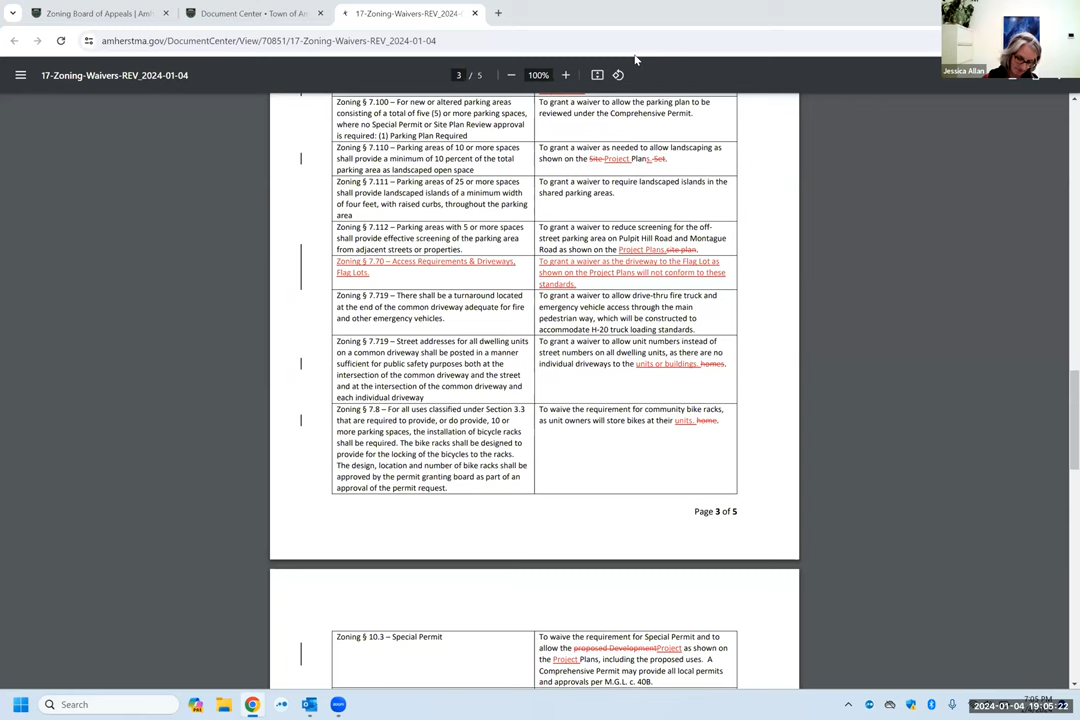 Zoning Board of Appeals | Amh
Document Center • Town of Am
17-Zoning-Waivers-REV_2024-0
amherstma.gov/DocumentCenter/View/70851/17-Zoning-Waivers-REV_2024-01-04
17-Zoning-Waivers-REV_2024-01-04
3 / 5
100%
Jessica Allan
Zoning § 7.100 – For new or altered parking areas
consisting of a total of five (5) or more parking spaces,
where no Special Permit or Site Plan Review approval
is required: (1) Parking Plan Required
To grant a waiver to allow the parking plan to be
reviewed under the Comprehensive Permit.
Zoning § 7.110 – Parking areas of 10 or more spaces
shall provide a minimum of 10 percent of the total
parking area as landscaped open space
To grant a waiver as needed to allow landscaping as
shown on the Site Project Plans. Set.
Zoning § 7.111 – Parking areas of 25 or more spaces
shall provide landscaped islands of a minimum width
of four feet, with raised curbs, throughout the parking
area
To grant a waiver to require landscaped islands in the
shared parking areas.
Zoning § 7.112 – Parking areas with 5 or more spaces
shall provide effective screening of the parking area
from adjacent streets or properties.
To grant a waiver to reduce screening for the off-
street parking area on Pulpit Hill Road and Montague
Road as shown on the Project Plans.site plan.
Zoning § 7.70 – Access Requirements & Driveways,
Flag Lots.
To grant a waiver as the driveway to the Flag Lot as
shown on the Project Plans will not conform to these
standards.
Zoning § 7.719 – There shall be a turnaround located
at the end of the common driveway adequate for fire
and other emergency vehicles.
To grant a waiver to allow drive-thru fire truck and
emergency vehicle access through the main
pedestrian way, which will be constructed to
accommodate H-20 truck loading standards.
Zoning § 7.719 – Street addresses for all dwelling units
on a common driveway shall be posted in a manner
sufficient for public safety purposes both at the
intersection of the common driveway and the street
and at the intersection of the common driveway and
each individual driveway
To grant a waiver to allow unit numbers instead of
street numbers on all dwelling units, as there are no
individual driveways to the units or buildings. homes.
Zoning § 7.8 – For all uses classified under Section 3.3
that are required to provide, or do provide, 10 or
more parking spaces, the installation of bicycle racks
shall be required. The bike racks shall be designed to
provide for the locking of the bicycles to the racks.
The design, location and number of bike racks shall be
approved by the permit granting board as part of an
approval of the permit request.
To waive the requirement for community bike racks,
as unit owners will store bikes at their units. home.
Page 3 of 5
Zoning § 10.3 – Special Permit
To waive the requirement for Special Permit and to
allow the proposed DevelopmentProject as shown on
the Project Plans, including the proposed uses. A
Comprehensive Permit may provide all local permits
and approvals per M.G.L. c. 40B.
Search
7:05 PM
2024-01-04 19:05:22